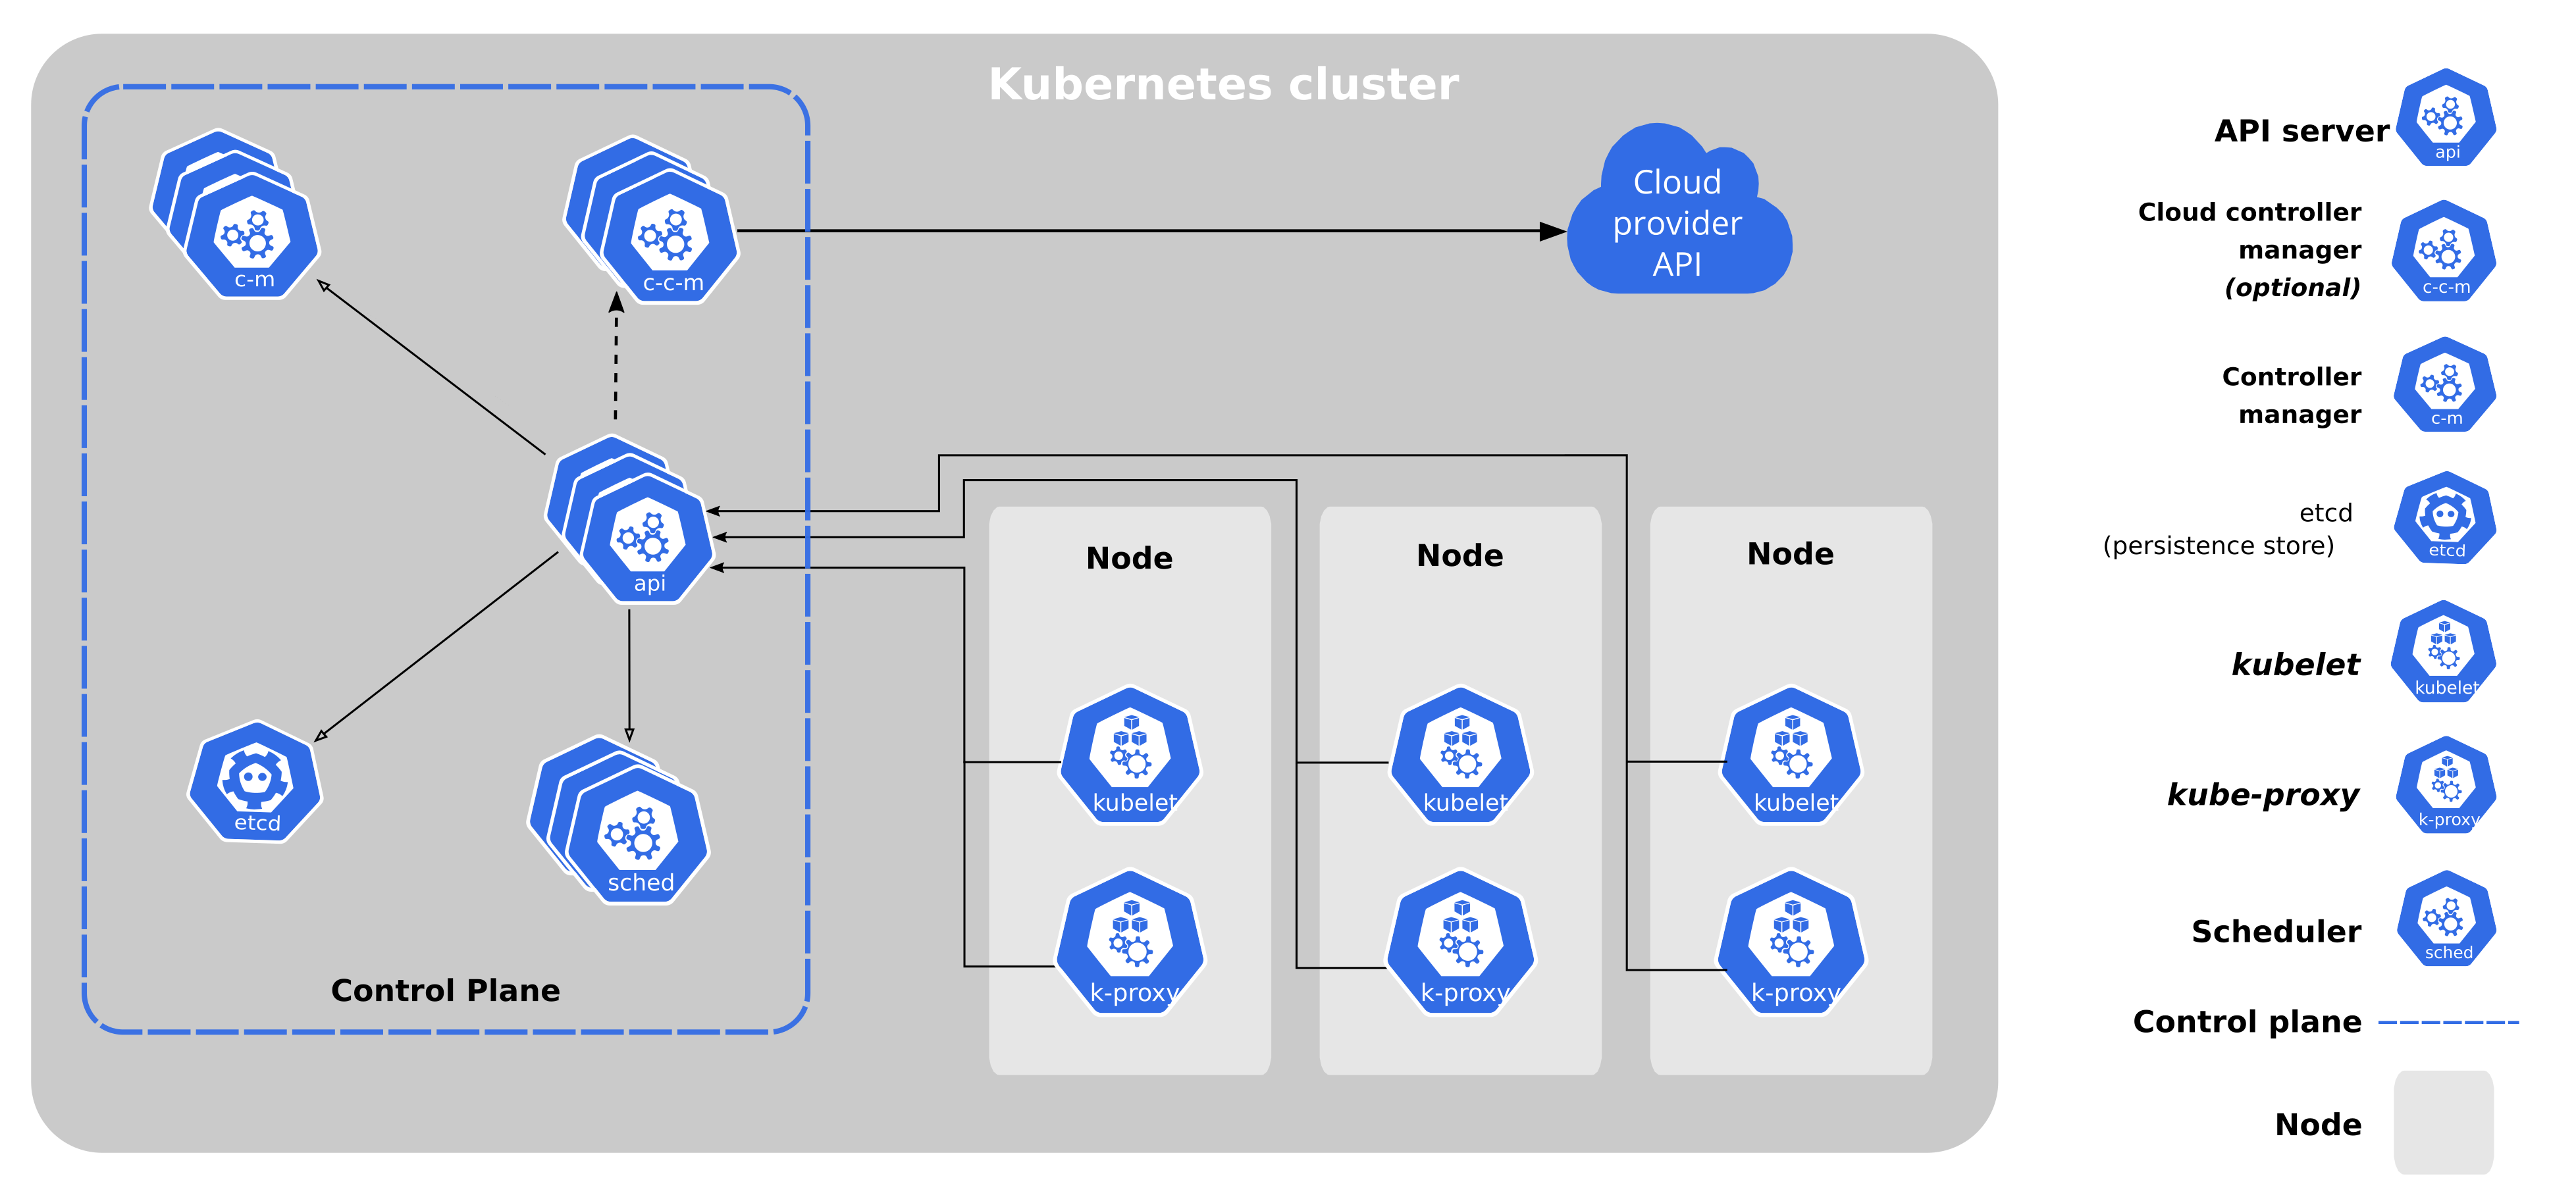 Kubernetes cluster
c-m
c-c-m
Cloud
provider
API
api
etcd
sched
Control Plane
Node
kubelet
k-proxy
Node
kubelet
k-proxy
Node
kubelet
k-proxy
API server
api
Cloud controller
manager
(optional)
c-c-m
Controller
manager
c-m
etcd
(persistence store)
etcd
kubelet
kubelet
kube-proxy
k-proxy
Scheduler
sched
Control plane
Node